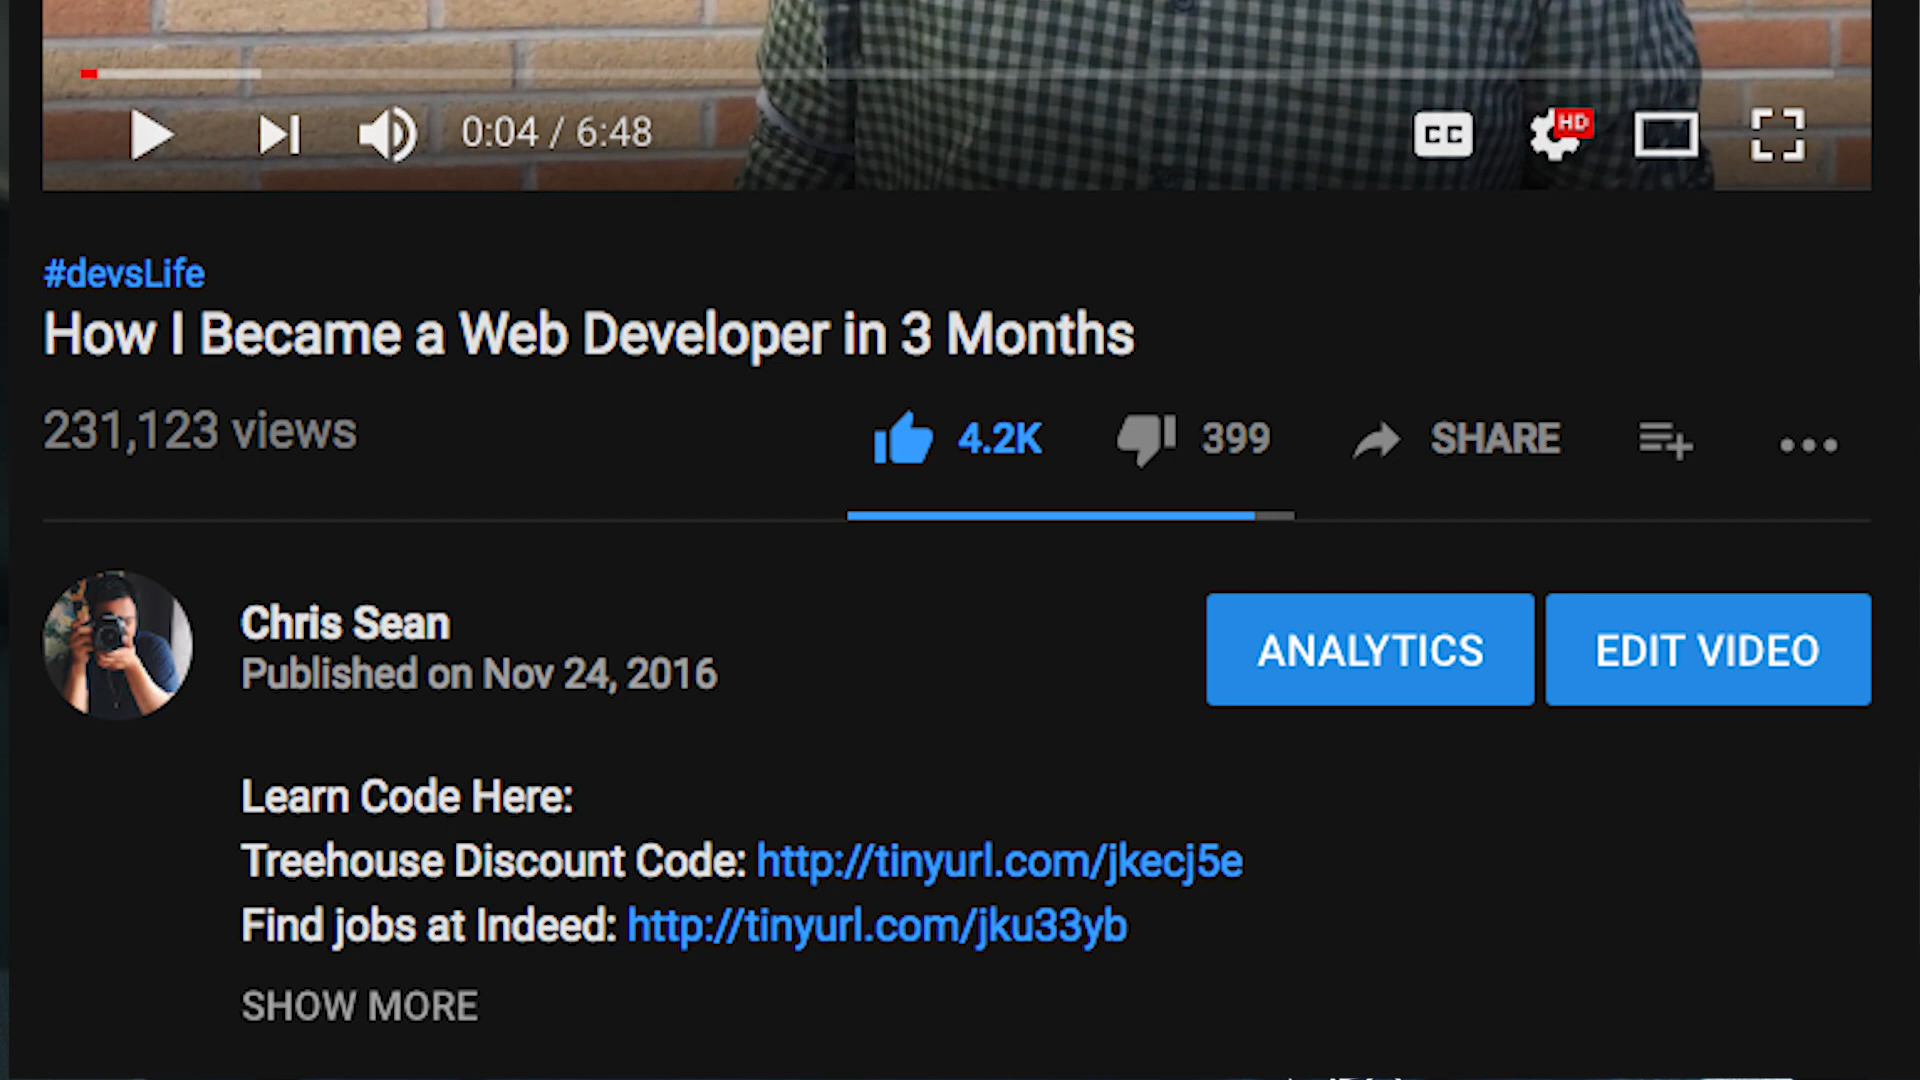 0:04 / 6:48
CC
HD
#devsLife
How I Became a Web Developer in 3 Months
231,123 views
4.2K
399
SHARE
Chris Sean
Published on Nov 24, 2016
ANALYTICS
EDIT VIDEO
Learn Code Here:
Treehouse Discount Code: http://tinyurl.com/jkecj5e
Find jobs at Indeed: http://tinyurl.com/jku33yb
SHOW MORE